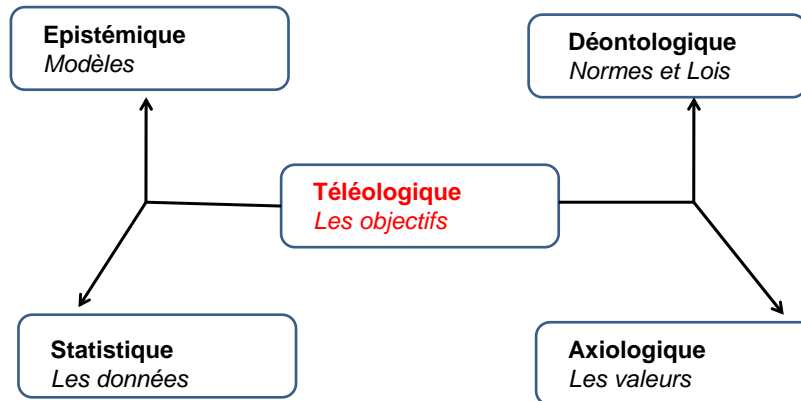 Epistémique
Modèles
Déontologique
Normes et Lois
Téléologique
Les objectifs
Statistique
Les données
Axiologique
Les valeurs